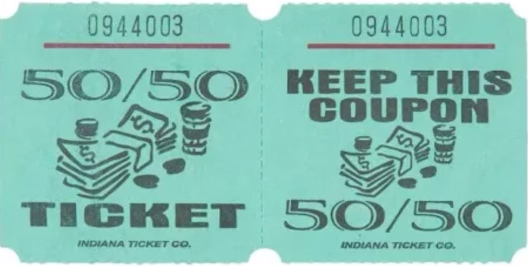 0944003
50/50
TICKET
INDIANA TICKET CO.
0944003
KEEP THIS
COUPON
50/50
INDIANA TICKET CO.